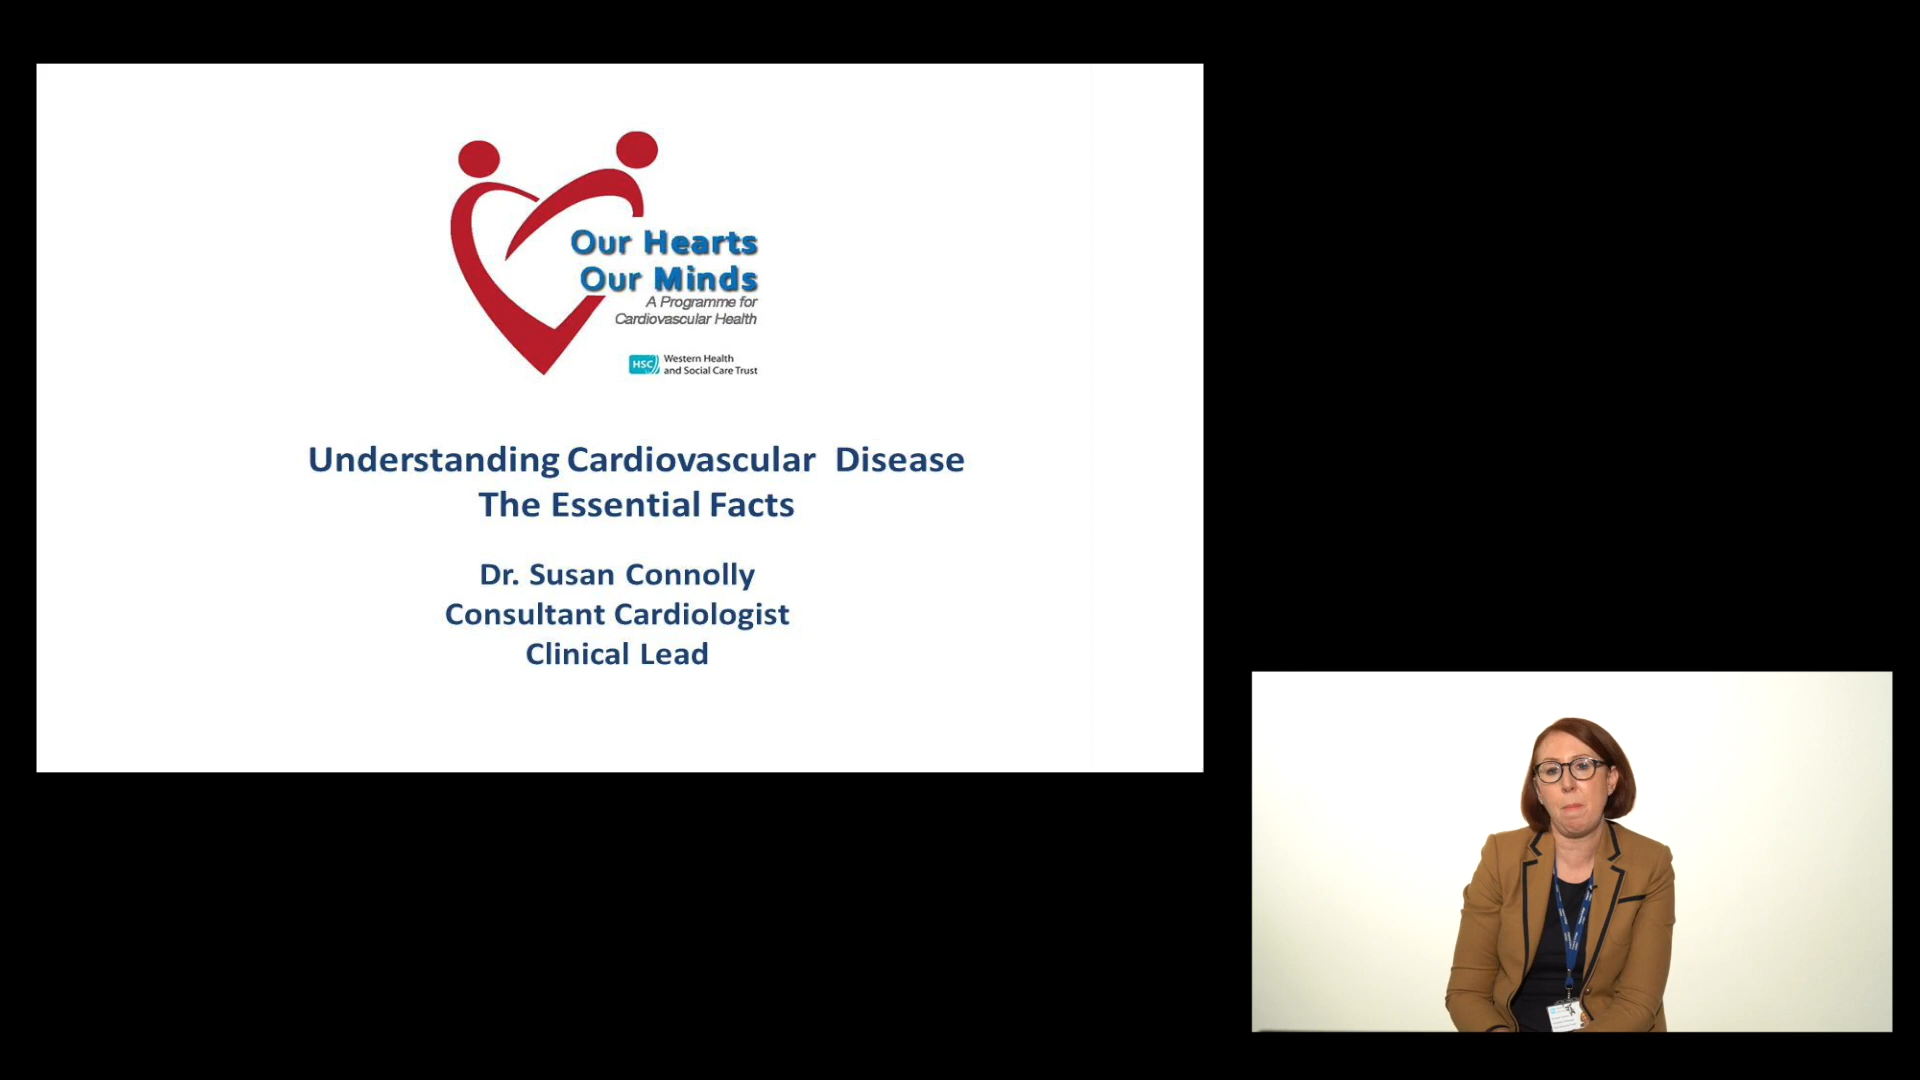 Our Hearts
Our Minds
A Programme for
Cardiovascular Health
HSC
Western Health
and Social Care Trust
Understanding Cardiovascular Disease
The Essential Facts
Dr. Susan Connolly
Consultant Cardiologist
Clinical Lead